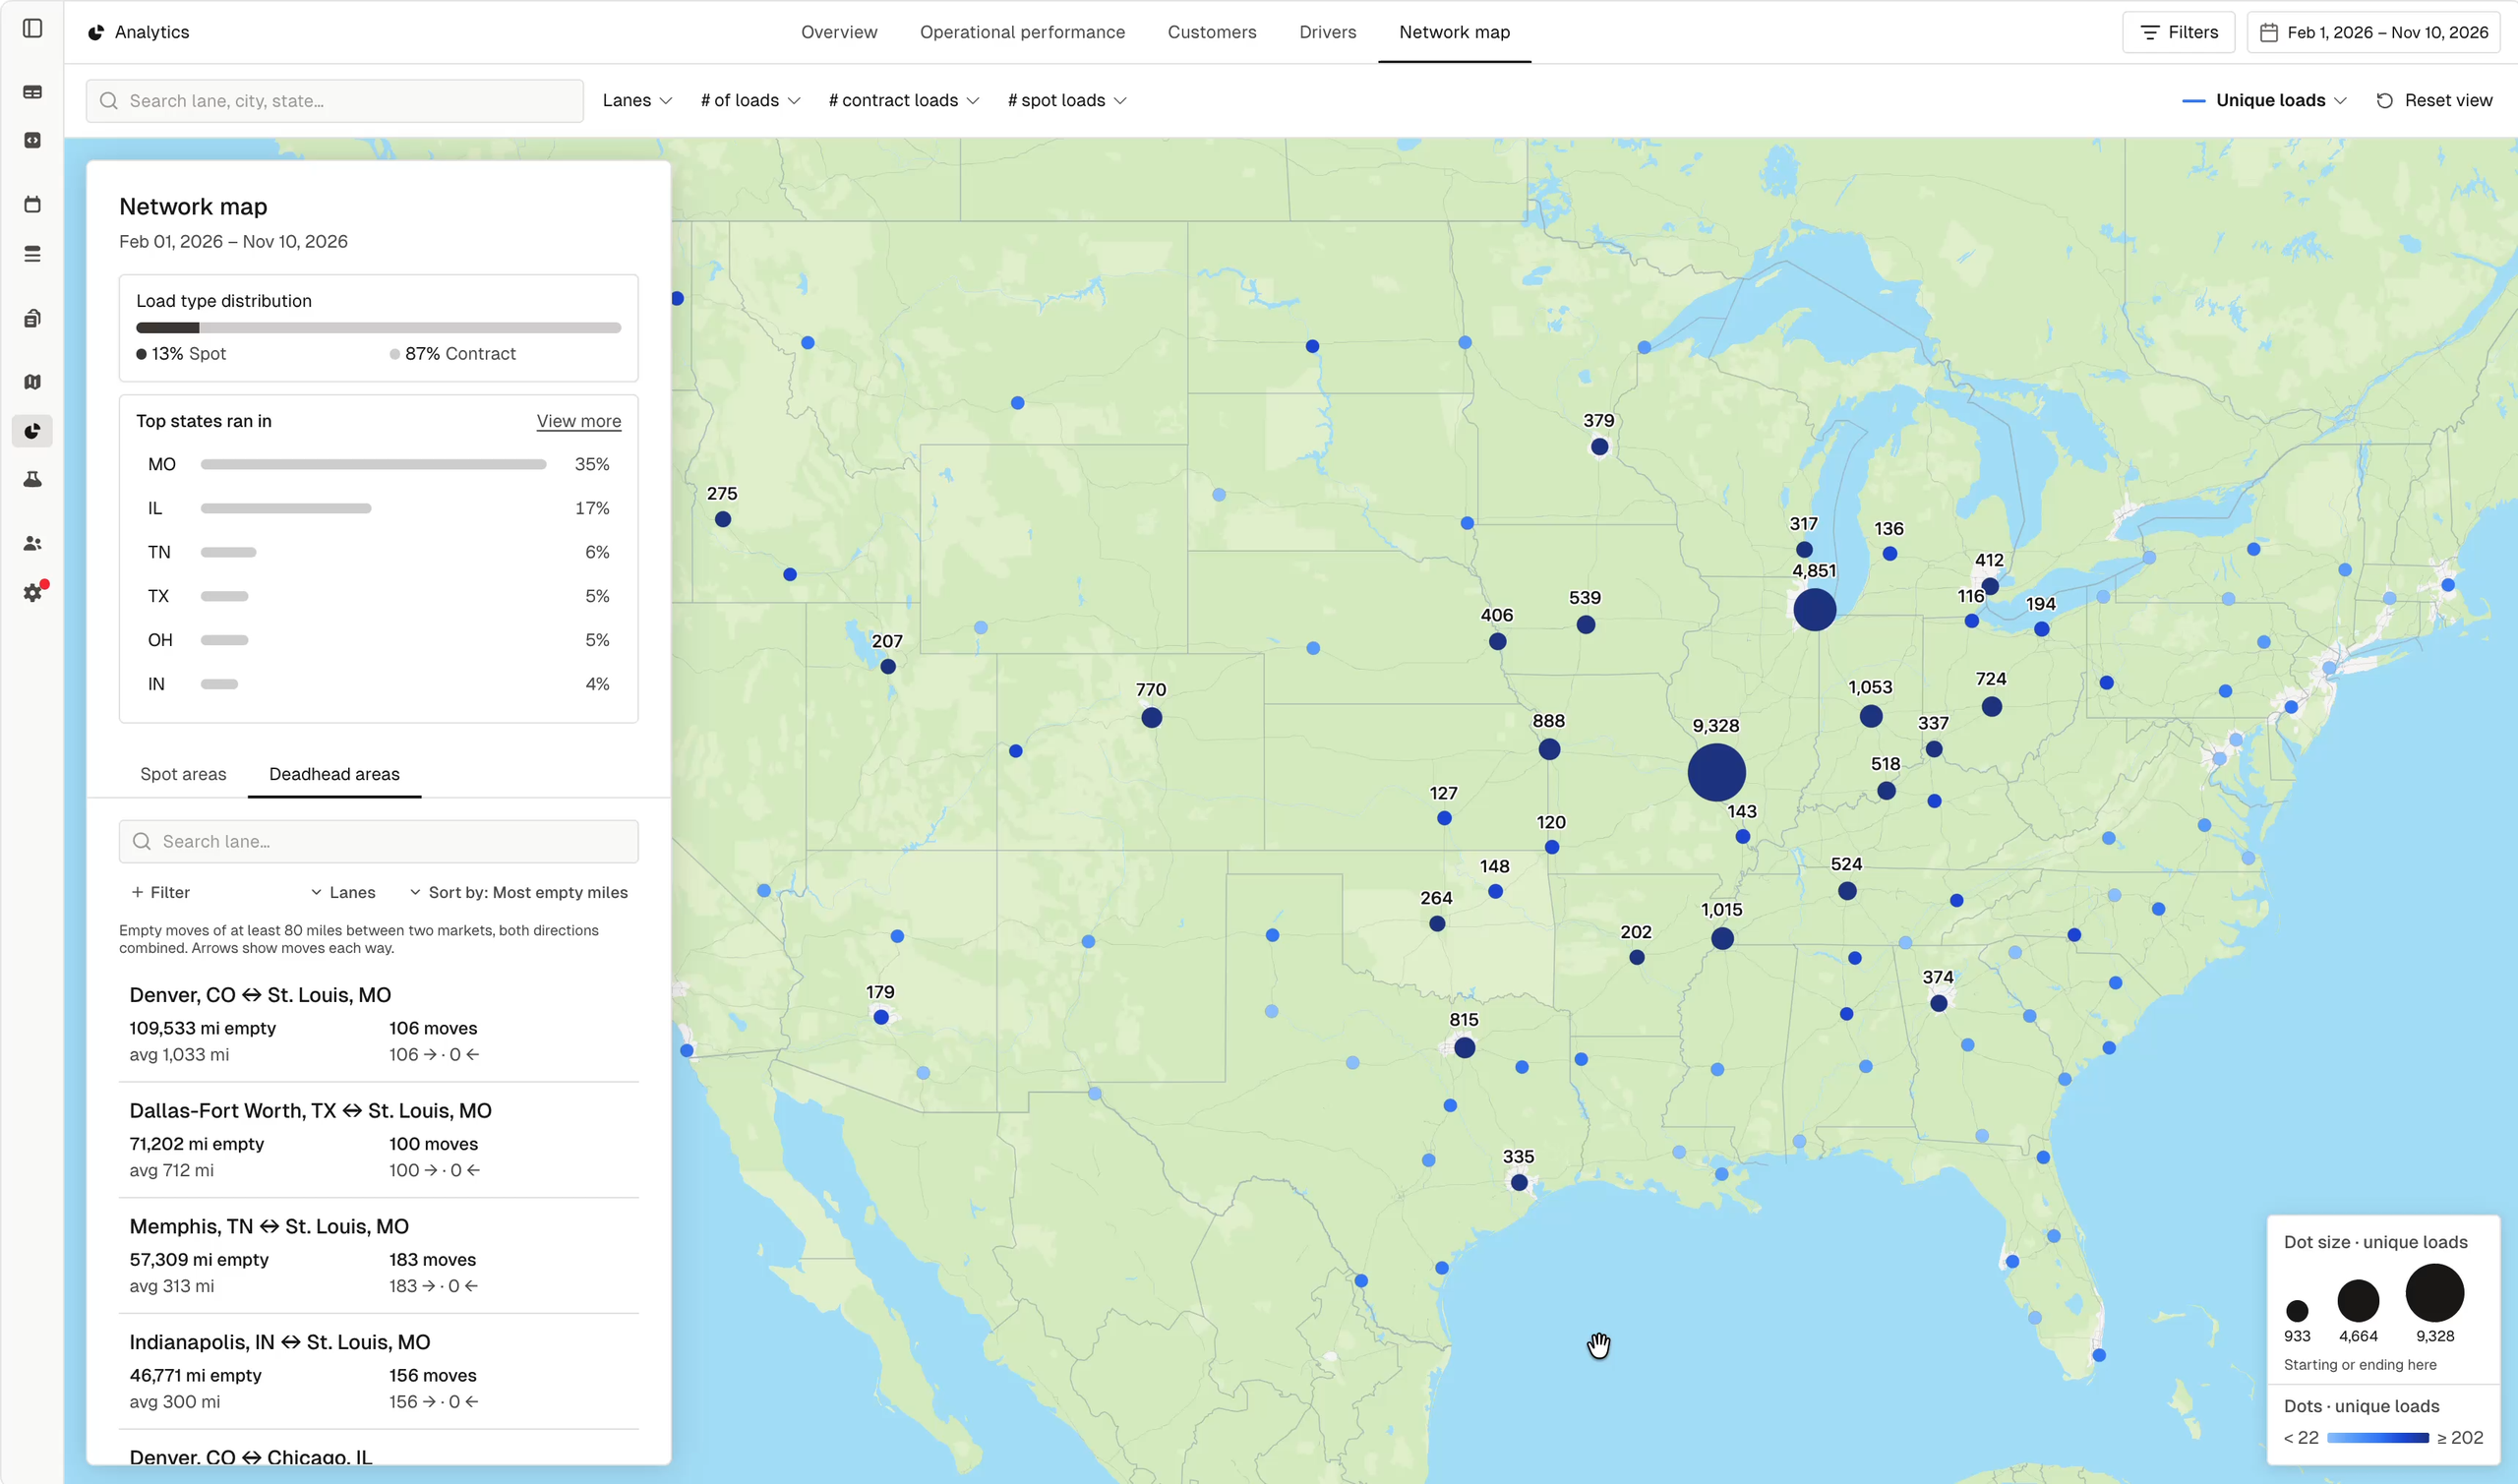 Analytics
Overview
Operational performance
Customers
Drivers
Network map
Filters
Feb 1, 2026 – Nov 10, 2026
Search lane, city, state...
Lanes
# of loads
# contract loads
# spot loads
Unique loads
Reset view
Network map
Feb 01, 2026 – Nov 10, 2026
Load type distribution
13% Spot
87% Contract
Top states ran in
View more
MO 35%
IL 17%
TN 6%
TX 5%
OH 5%
IN 4%
Spot areas
Deadhead areas
Search lane...
+ Filter
Lanes
Sort by: Most empty miles
Empty moves of at least 80 miles between two markets, both directions
combined. Arrows show moves each way.
Denver, CO ↔ St. Louis, MO
109,533 mi empty 106 moves
avg 1,033 mi 106 → · 0 ←
Dallas-Fort Worth, TX ↔ St. Louis, MO
71,202 mi empty 100 moves
avg 712 mi 100 → · 0 ←
Memphis, TN ↔ St. Louis, MO
57,309 mi empty 183 moves
avg 313 mi 183 → · 0 ←
Indianapolis, IN ↔ St. Louis, MO
46,771 mi empty 156 moves
avg 300 mi 156 → · 0 ←
Denver, CO ↔ Chicago, IL
379
275
317
136
4,851
412
116
194
539
406
207
770
1,053
724
888
9,328
337
518
127
143
120
148
524
264
1,015
202
374
179
815
335
Dot size · unique loads
933
4,664
9,328
Starting or ending here
Dots · unique loads
< 22
≥ 202